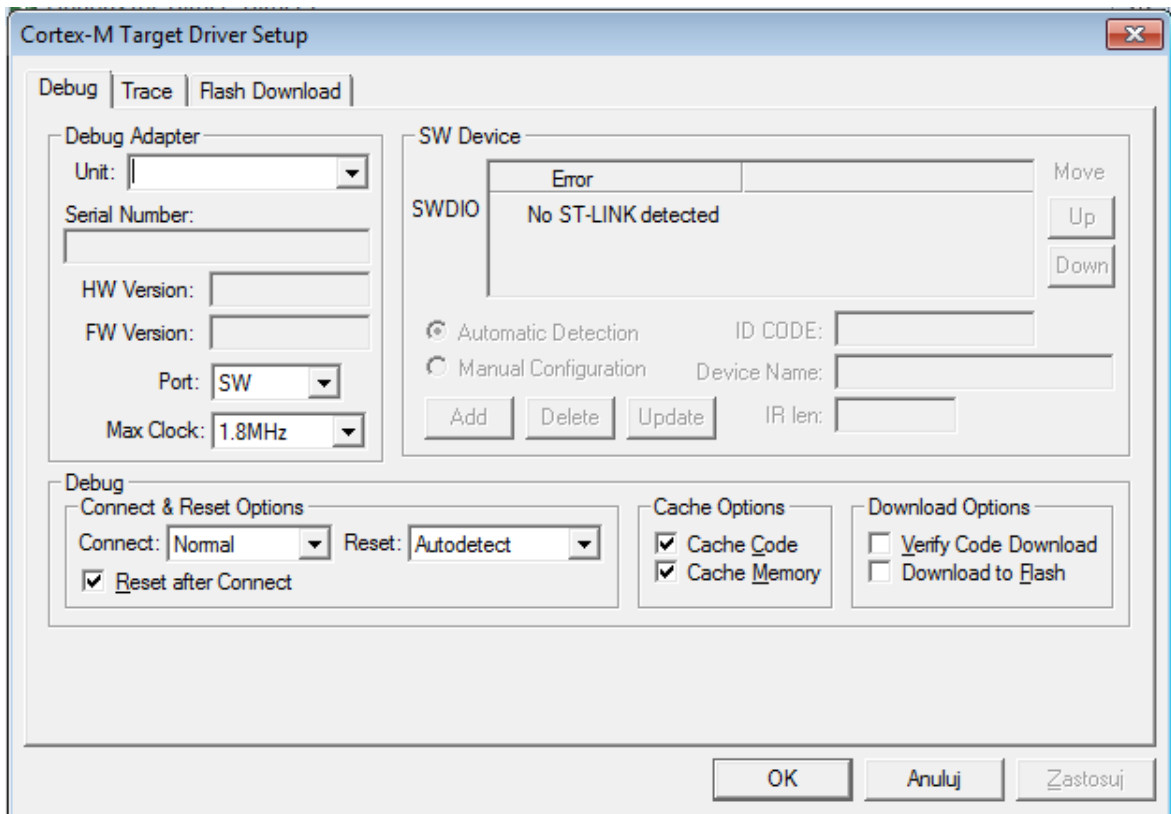 Cortex-M Target Driver Setup
Debug Trace Flash Download
Debug Adapter
Unit:
Serial Number:
HW Version:
FW Version:
Port: SW
Max Clock: 1.8MHz
SW Device
Error
SWDIO No ST-LINK detected
Move
Up
Down
Automatic Detection ID CODE:
Manual Configuration Device Name:
Add Delete Update IR len:
Debug
Connect & Reset Options
Connect: Normal Reset: Autodetect
Reset after Connect
Cache Options
Cache Code
Cache Memory
Download Options
Verify Code Download
Download to Flash
OK Anuluj Zastosuj